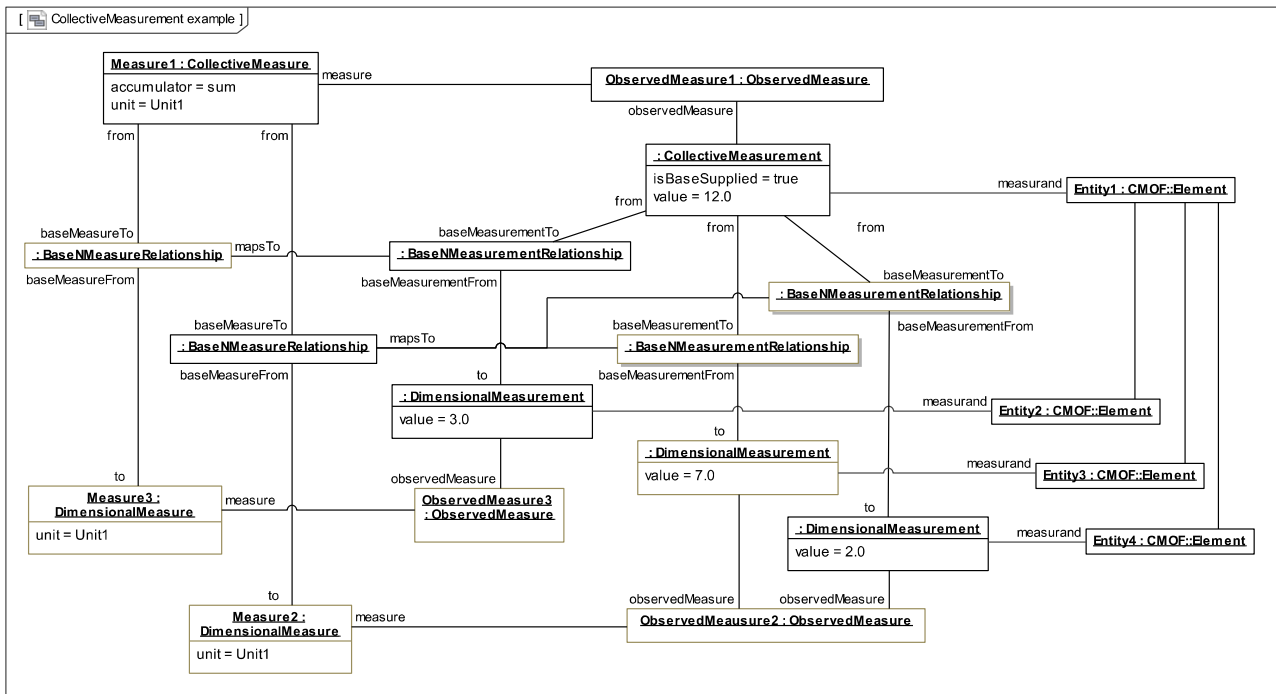 [ CollectiveMeasurement example ]
Measure1 : CollectiveMeasure
accumulator = sum
unit = Unit1
measure
ObservedMeasure1 : ObservedMeasure
observedMeasure
from
from
: CollectiveMeasurement
isBaseSupplied = true
value = 12.0
measurand
Entity1 : CMOF::Element
from
from
from
baseMeasureTo
mapsTo
baseMeasurementTo
: BaseNMeasureRelationship
: BaseNMeasurementRelationship
baseMeasureFrom
baseMeasurementFrom
baseMeasurementTo
: BaseNMeasurementRelationship
baseMeasurementFrom
baseMeasureTo
mapsTo
baseMeasurementTo
: BaseNMeasureRelationship
: BaseNMeasurementRelationship
baseMeasureFrom
baseMeasurementFrom
to
: DimensionalMeasurement
value = 3.0
measurand
Entity2 : CMOF::Element
to
: DimensionalMeasurement
value = 7.0
measurand
Entity3 : CMOF::Element
to
observedMeasure
Measure3 :
DimensionalMeasure
unit = Unit1
measure
ObservedMeasure3
: ObservedMeasure
to
: DimensionalMeasurement
value = 2.0
measurand
Entity4 : CMOF::Element
to
observedMeasure
observedMeasure
Measure2 :
DimensionalMeasure
unit = Unit1
measure
ObservedMeausure2 : ObservedMeasure